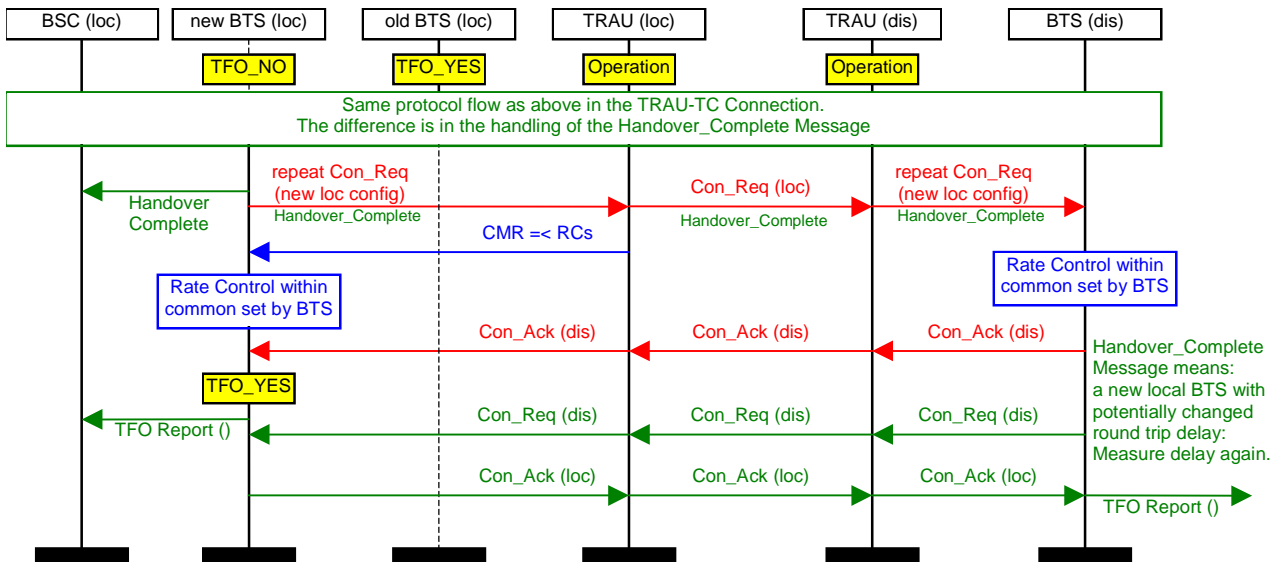 BSC (loc)
new BTS (loc)
old BTS (loc)
TRAU (loc)
TRAU (dis)
BTS (dis)
TFO_NO
TFO_YES
Operation
Operation
Same protocol flow as above in the TRAU-TC Connection.
The difference is in the handling of the Handover_Complete Message
Handover
Complete
repeat Con_Req
(new loc config)
Handover_Complete
Con_Req (loc)
Handover_Complete
repeat Con_Req
(new loc config)
Handover_Complete
CMR =< RCs
Rate Control within
common set by BTS
Rate Control within
common set by BTS
Con_Ack (dis)
Con_Ack (dis)
Con_Ack (dis)
Handover_Complete
Message means:
a new local BTS with
potentially changed
round trip delay:
Measure delay again.
TFO_YES
TFO Report ()
Con_Req (dis)
Con_Req (dis)
Con_Req (dis)
Con_Ack (loc)
Con_Ack (loc)
Con_Ack (loc)
TFO Report ()